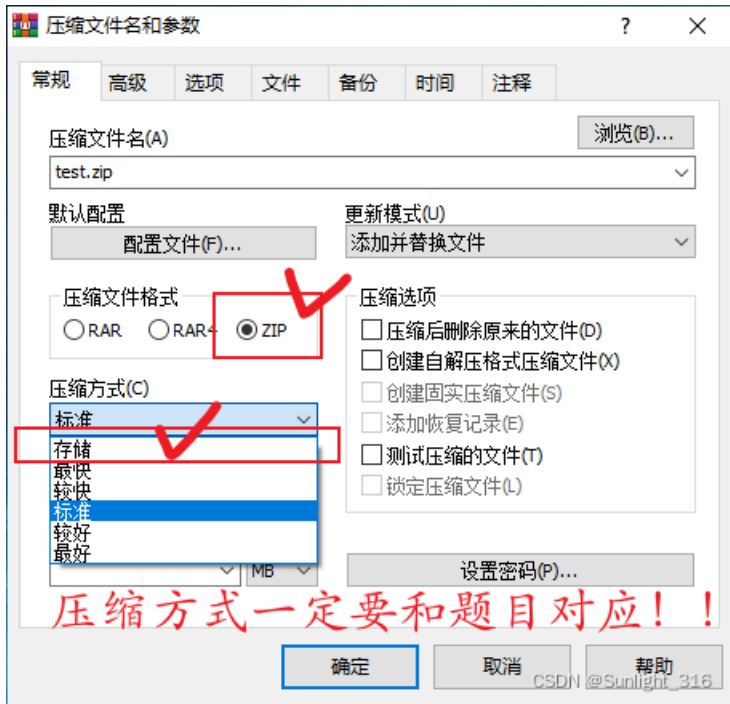 压缩文件名和参数 ? ×
常规 高级 选项 文件 备份 时间 注释
压缩文件名(A) 浏览(B)...
test.zip
默认配置 更新模式(U)
配置文件(F)... 添加并替换文件
压缩文件格式 压缩选项
RAR RAR4 ZIP 压缩后删除原来的文件(D)
创建自解压格式压缩文件(X)
压缩方式(C) 创建固实压缩文件(S)
标准 添加恢复记录(E)
存储 测试压缩的文件(T)
最快
较快 锁定压缩文件(L)
标准
较好
最好
MB 设置密码(P)...
压缩方式一定要和题目对应！！
确定 取消 帮助
CSDN @Sunlight_316